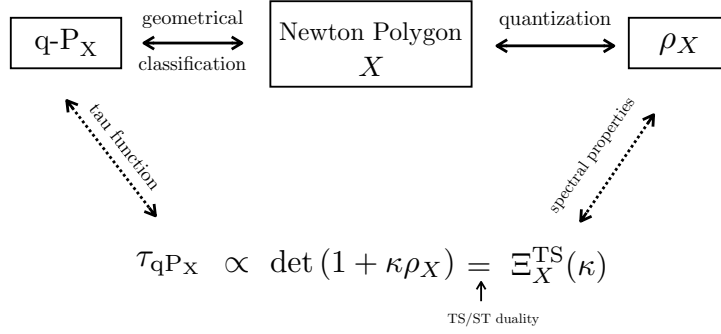 geometrical
quantization
q-P_X
Newton Polygon
X
ρ_X
classification
tau function
spectral properties
τ_{qP_X} ∝ det (1 + κρ_X) = Ξ_X^{TS}(κ)
TS/ST duality